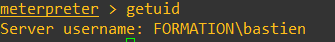 meterpreter > getuid
Server username: FORMATION\bastien